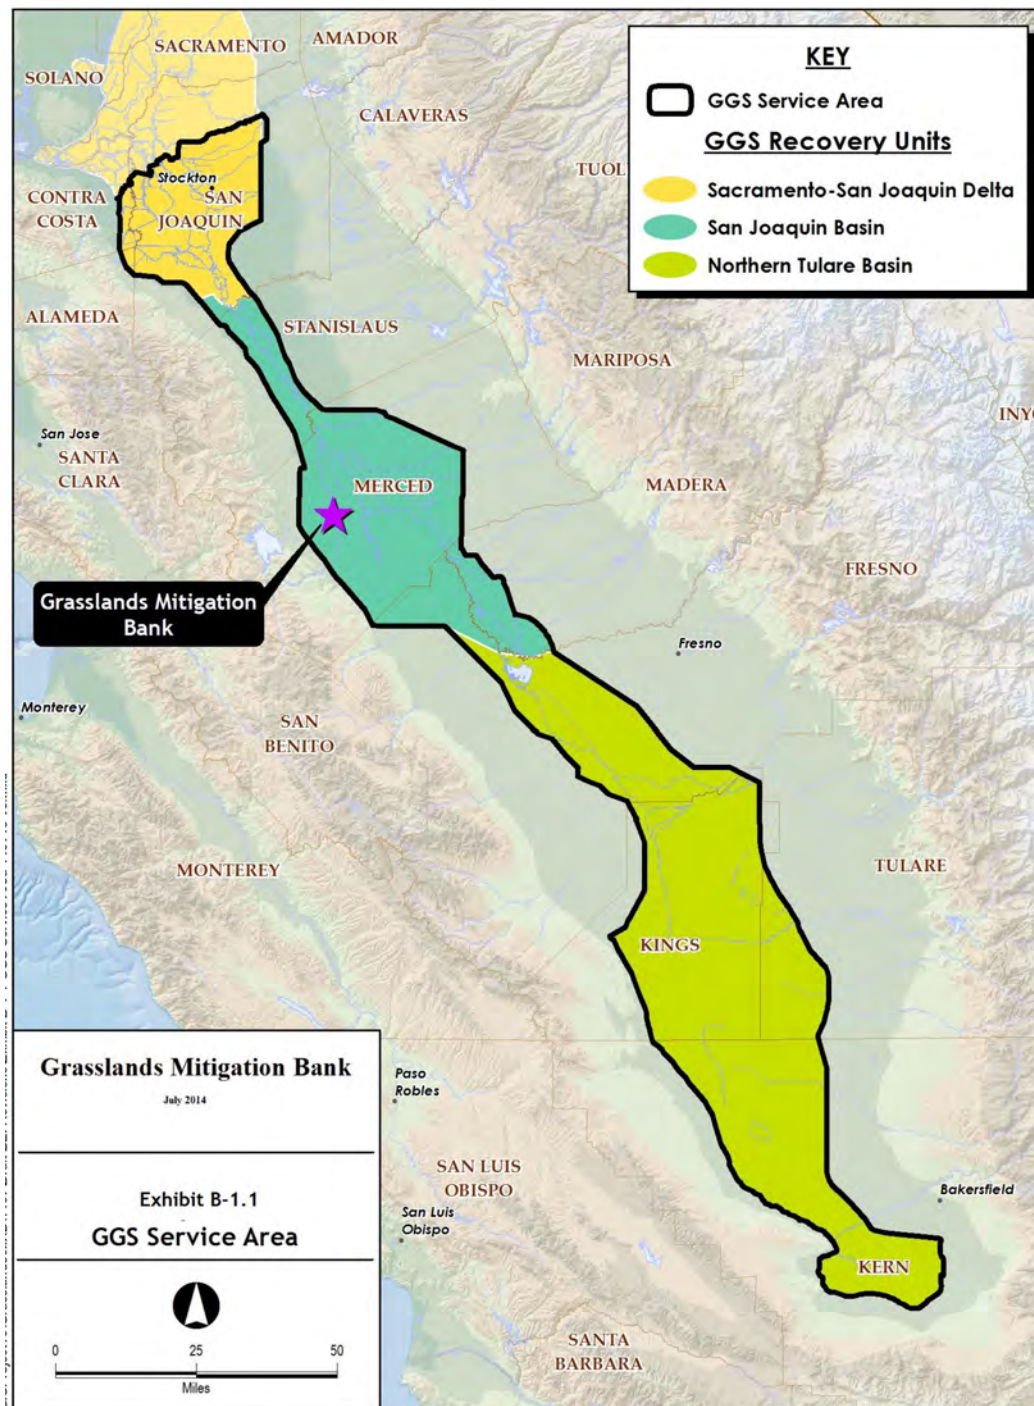 SACRAMENTO
AMADOR
SOLANO
CALAVERAS
CONTRA
COSTA
Stockton
SAN
JOAQUIN
TUOL
KEY
GGS Service Area
GGS Recovery Units
Sacramento-San Joaquin Delta
San Joaquin Basin
Northern Tulare Basin
ALAMEDA
STANISLAUS
MARIPOSA
INYO
San Jose
SANTA
CLARA
MERCED
MADERA
FRESNO
Grasslands Mitigation
Bank
Fresno
Monterey
SAN
BENITO
MONTEREY
TULARE
KINGS
Grasslands Mitigation Bank
July 2014
Exhibit B-1.1
GGS Service Area
0 25 50
Miles
Paso
Robles
SAN LUIS
OBISPO
San Luis
Obispo
Bakersfield
KERN
SANTA
BARBARA